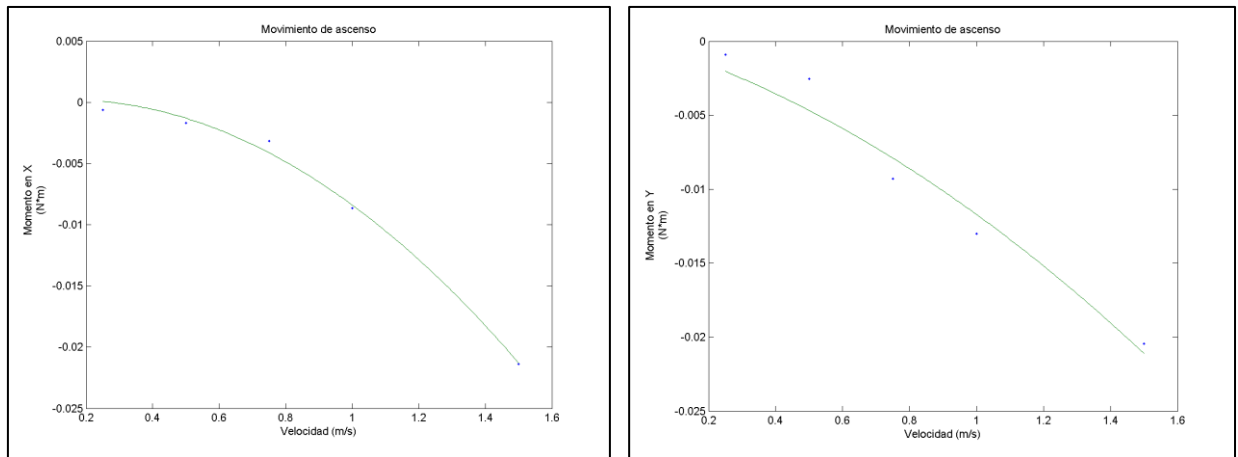 Movimiento de ascenso
0.005
0
-0.005
-0.01
-0.015
-0.02
-0.025
Momento en X
(N*m)
0.2 0.4 0.6 0.8 1 1.2 1.4 1.6
Velocidad (m/s)
Movimiento de ascenso
0
-0.005
-0.01
-0.015
-0.02
-0.025
Momento en Y
(N*m)
0.2 0.4 0.6 0.8 1 1.2 1.4 1.6
Velocidad (m/s)